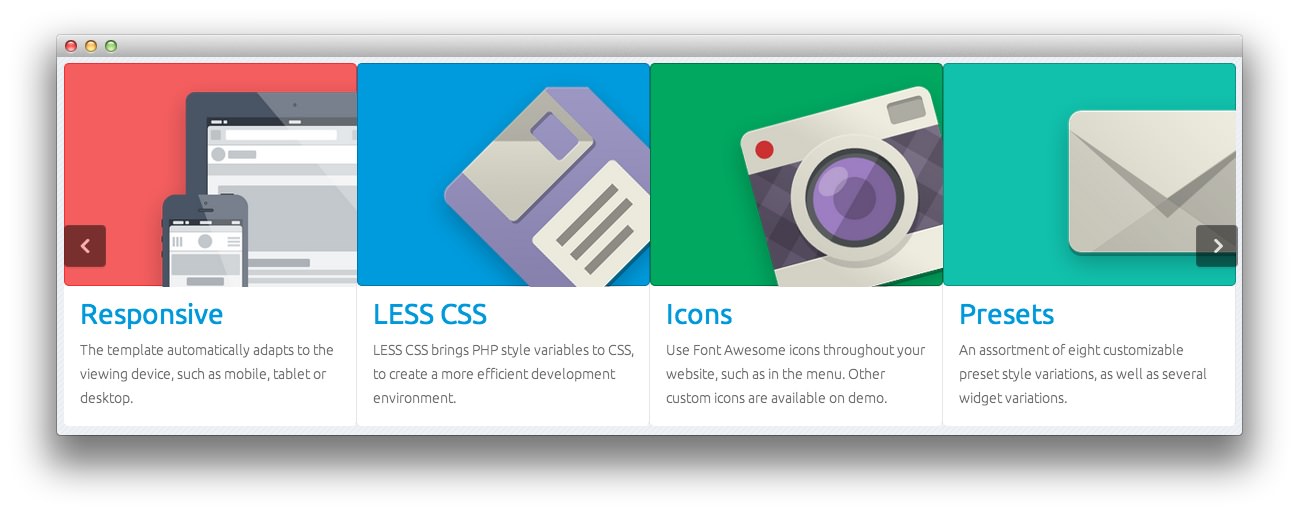 Responsive
The template automatically adapts to the
viewing device, such as mobile, tablet or
desktop.
LESS CSS
LESS CSS brings PHP style variables to CSS,
to create a more efficient development
environment.
Icons
Use Font Awesome icons throughout your
website, such as in the menu. Other
custom icons are available on demo.
Presets
An assortment of eight customizable
preset style variations, as well as several
widget variations.